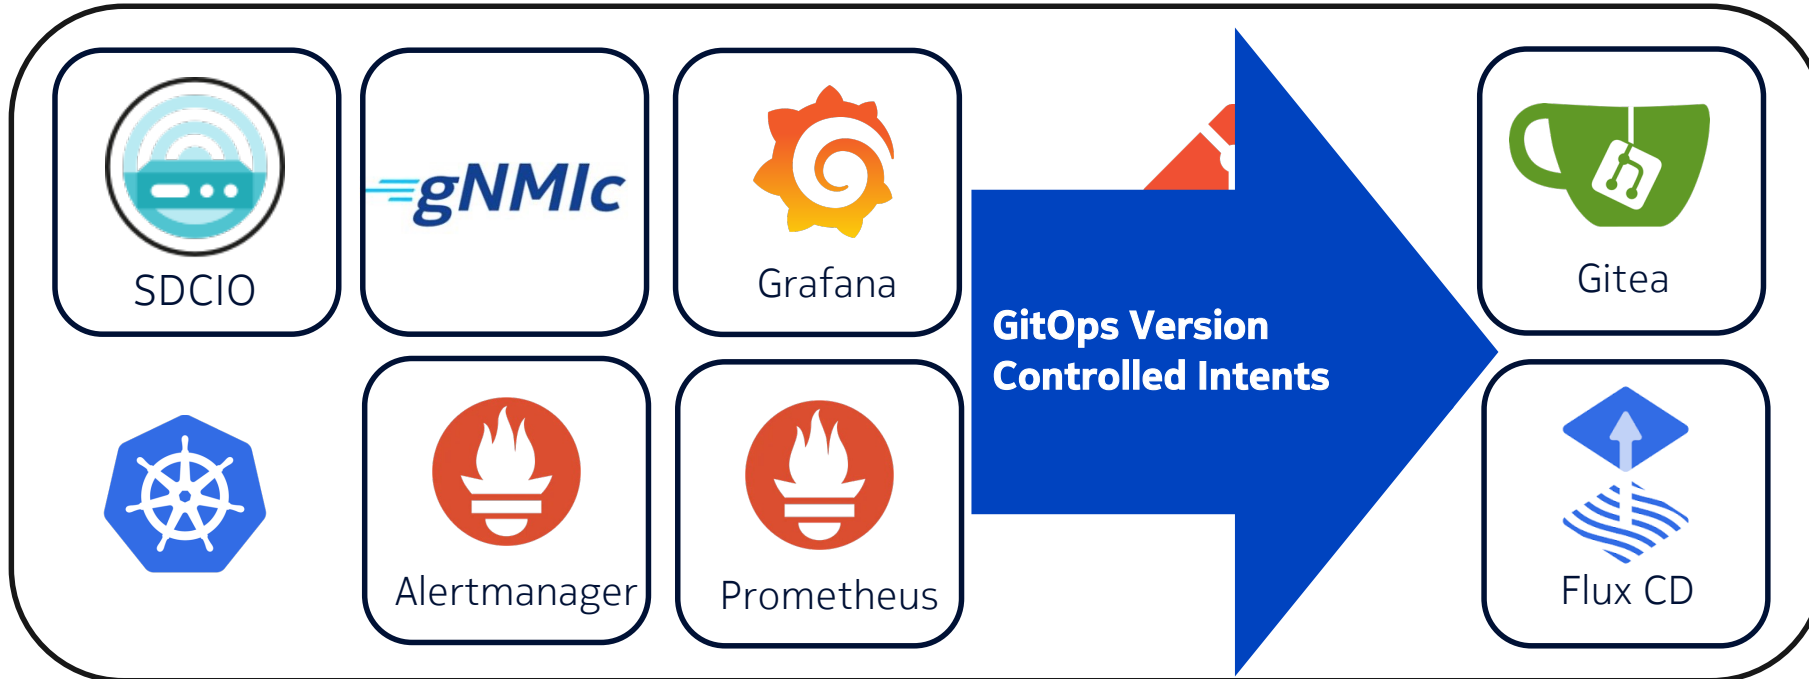 SDCIO
gNMIc
Grafana
GitOps Version
Controlled Intents
Gitea
Alertmanager
Prometheus
Flux CD